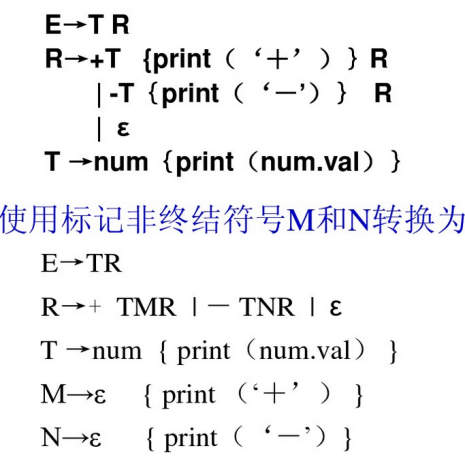 E→T R
R→+T {print（‘＋’）} R
| -T {print（‘－’）} R
| ε
T →num {print（num.val）}
使用标记非终结符号M和N转换为
E→TR
R→+ TMR | － TNR | ε
T →num { print（num.val） }
M→ε { print （‘＋’ ） }
N→ε { print（ ‘－’）}